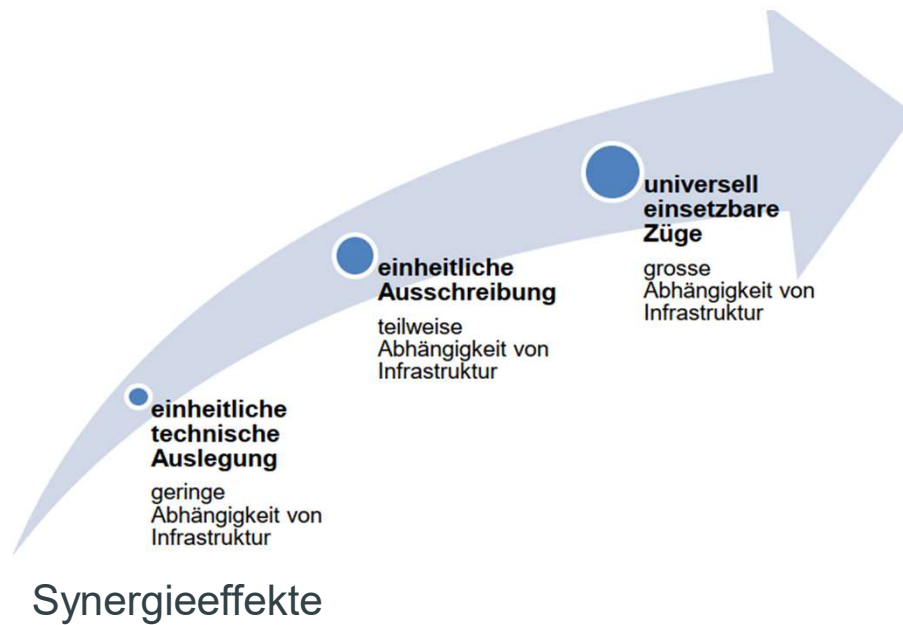 universell
einsetzbare
Züge
grosse
Abhängigkeit von
Infrastruktur
einheitliche
Ausschreibung
teilweise
Abhängigkeit von
Infrastruktur
einheitliche
technische
Auslegung
geringe
Abhängigkeit von
Infrastruktur
Synergieeffekte